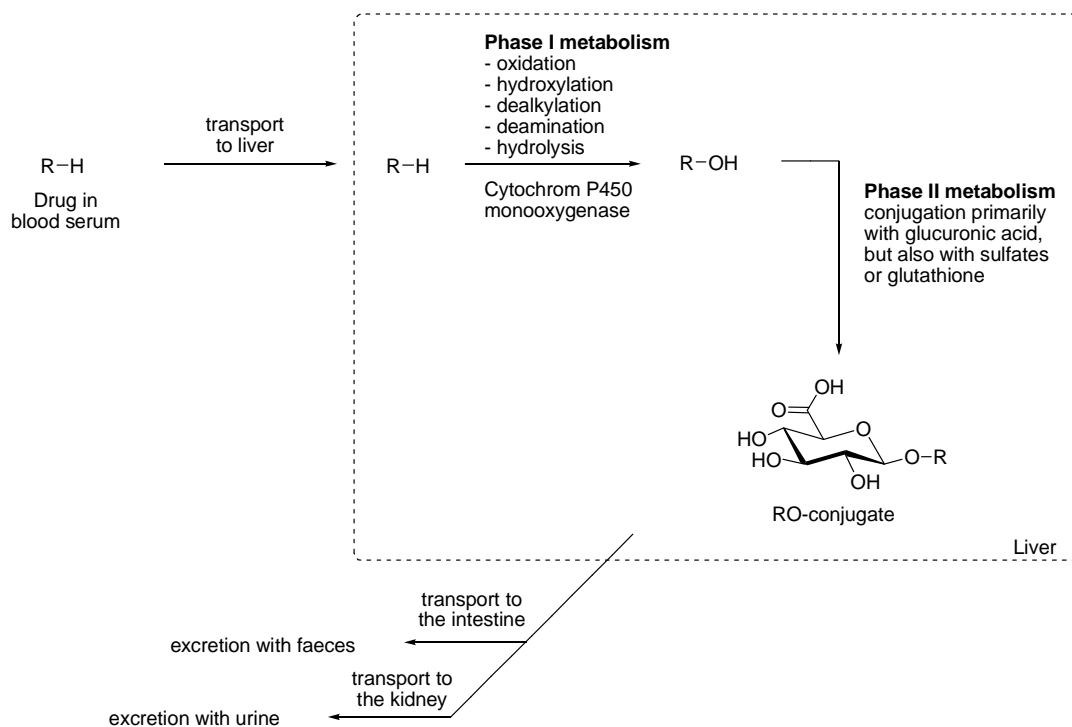 Phase I metabolism
- oxidation
- hydroxylation
- dealkylation
- deamination
- hydrolysis
transport
to liver
R-H
R-H
R-OH
Cytochrom P450
monooxygenase
Drug in
blood serum
Phase II metabolism
conjugation primarily
with glucuronic acid,
but also with sulfates
or glutathione
OH
O
O
HO
HO
O-R
OH
RO-conjugate
Liver
transport to
the intestine
excretion with faeces
transport to
the kidney
excretion with urine